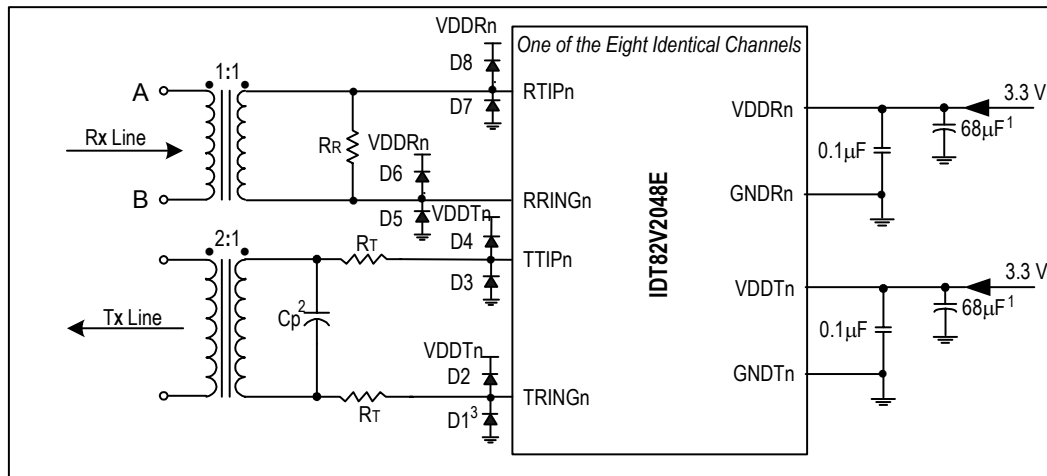 VDDRn
One of the Eight Identical Channels
D8
1:1
A
RTIPn
D7
VDDRn
3.3 V
68µF1
Rx Line
RR
VDDRn
D6
0.1µF
GNDRn
B
RRINGn
D5
VDDTn
2:1
RT
D4
TTIPn
D3
IDT82V2048E
VDDTn
3.3 V
68µF1
Tx Line
Cp2
0.1µF
VDDTn
D2
GNDTn
TRINGn
RT
D13